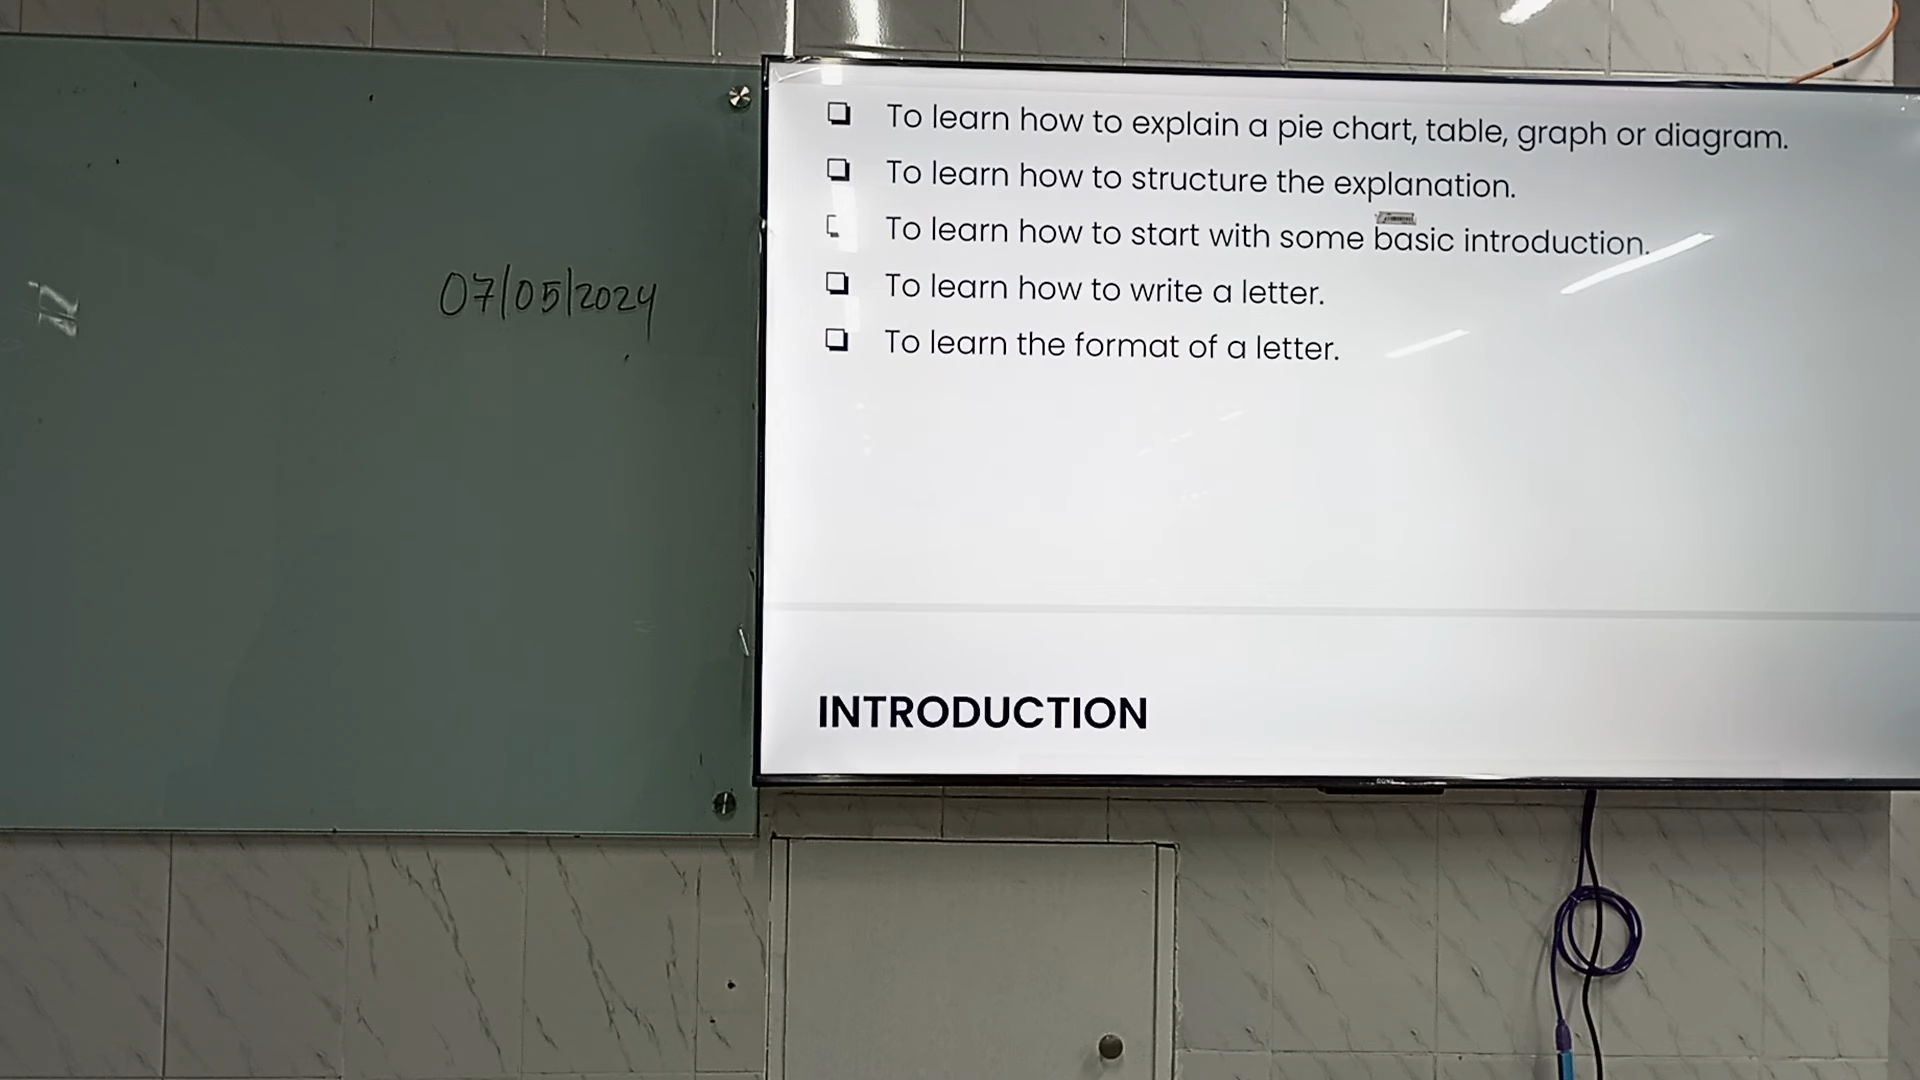 07/05/2024
To learn how to explain a pie chart, table, graph or diagram.
To learn how to structure the explanation.
To learn how to start with some basic introduction.
To learn how to write a letter.
To learn the format of a letter.
INTRODUCTION